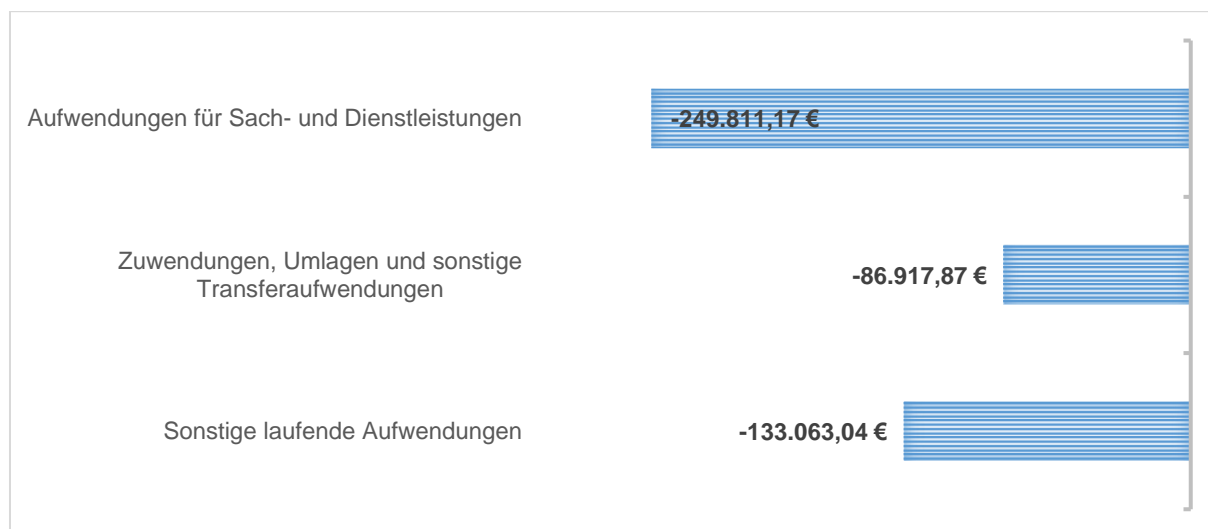 Aufwendungen für Sach- und Dienstleistungen
-249.811,17 €
Zuwendungen, Umlagen und sonstige
Transferaufwendungen
-86.917,87 €
Sonstige laufende Aufwendungen
-133.063,04 €